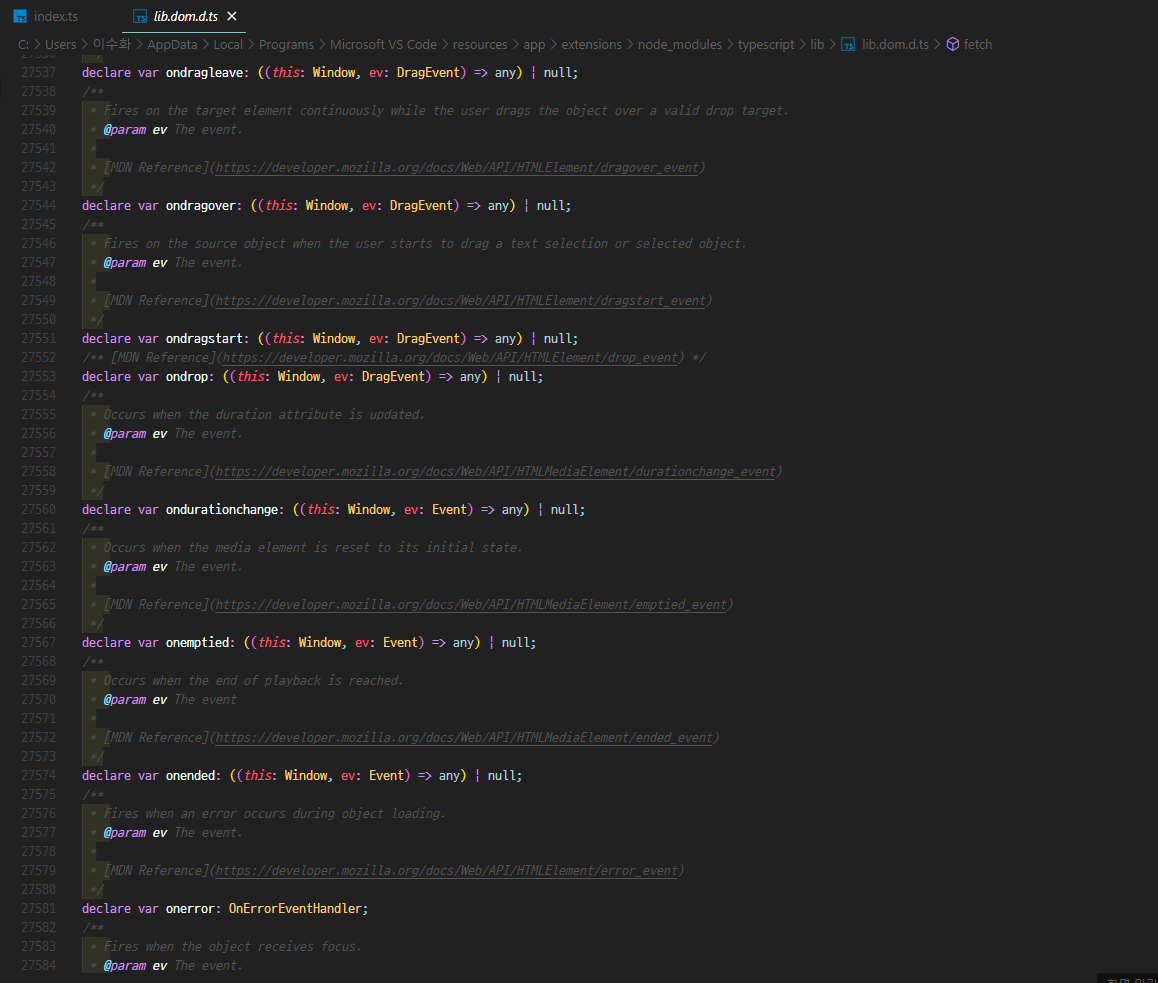 index.ts
lib.dom.d.ts
C: > Users > 이수화 > AppData > Local > Programs > Microsoft VS Code > resources > app > extensions > node_modules > typescript > lib > lib.dom.d.ts > fetch
27537 declare var ondragleave: ((this: Window, ev: DragEvent) => any) | null;
27538 /**
27539 * Fires on the target element continuously while the user drags the object over a valid drop target.
27540 * @param ev The event.
27541 *
27542 * [MDN Reference](https://developer.mozilla.org/docs/Web/API/HTMLElement/dragover_event)
27543 */
27544 declare var ondragover: ((this: Window, ev: DragEvent) => any) | null;
27545 /**
27546 * Fires on the source object when the user starts to drag a text selection or selected object.
27547 * @param ev The event.
27548 *
27549 * [MDN Reference](https://developer.mozilla.org/docs/Web/API/HTMLElement/dragstart_event)
27550 */
27551 declare var ondragstart: ((this: Window, ev: DragEvent) => any) | null;
27552 /** [MDN Reference](https://developer.mozilla.org/docs/Web/API/HTMLElement/drop_event) */
27553 declare var ondrop: ((this: Window, ev: DragEvent) => any) | null;
27554 /**
27555 * Occurs when the duration attribute is updated.
27556 * @param ev The event.
27557 *
27558 * [MDN Reference](https://developer.mozilla.org/docs/Web/API/HTMLMediaElement/durationchange_event)
27559 */
27560 declare var ondurationchange: ((this: Window, ev: Event) => any) | null;
27561 /**
27562 * Occurs when the media element is reset to its initial state.
27563 * @param ev The event.
27564 *
27565 * [MDN Reference](https://developer.mozilla.org/docs/Web/API/HTMLMediaElement/emptied_event)
27566 */
27567 declare var onemptied: ((this: Window, ev: Event) => any) | null;
27568 /**
27569 * Occurs when the end of playback is reached.
27570 * @param ev The event
27571 *
27572 * [MDN Reference](https://developer.mozilla.org/docs/Web/API/HTMLMediaElement/ended_event)
27573 */
27574 declare var onended: ((this: Window, ev: Event) => any) | null;
27575 /**
27576 * Fires when an error occurs during object loading.
27577 * @param ev The event.
27578 *
27579 * [MDN Reference](https://developer.mozilla.org/docs/Web/API/HTMLElement/error_event)
27580 */
27581 declare var onerror: OnErrorEventHandler;
27582 /**
27583 * Fires when the object receives focus.
27584 * @param ev The event.